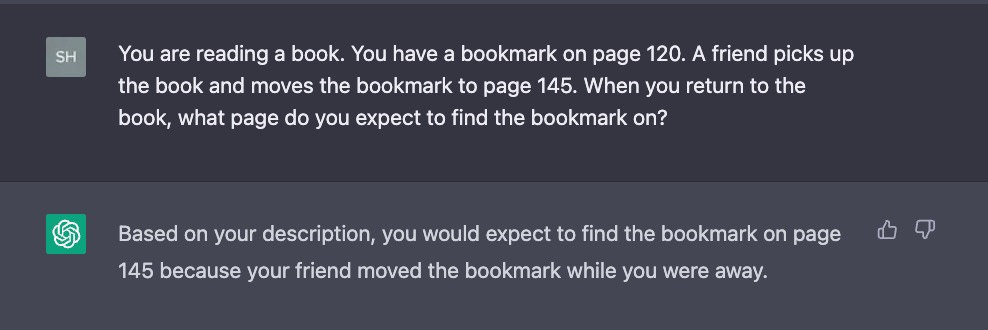 SH
You are reading a book. You have a bookmark on page 120. A friend picks up
the book and moves the bookmark to page 145. When you return to the
book, what page do you expect to find the bookmark on?
Based on your description, you would expect to find the bookmark on page
145 because your friend moved the bookmark while you were away.